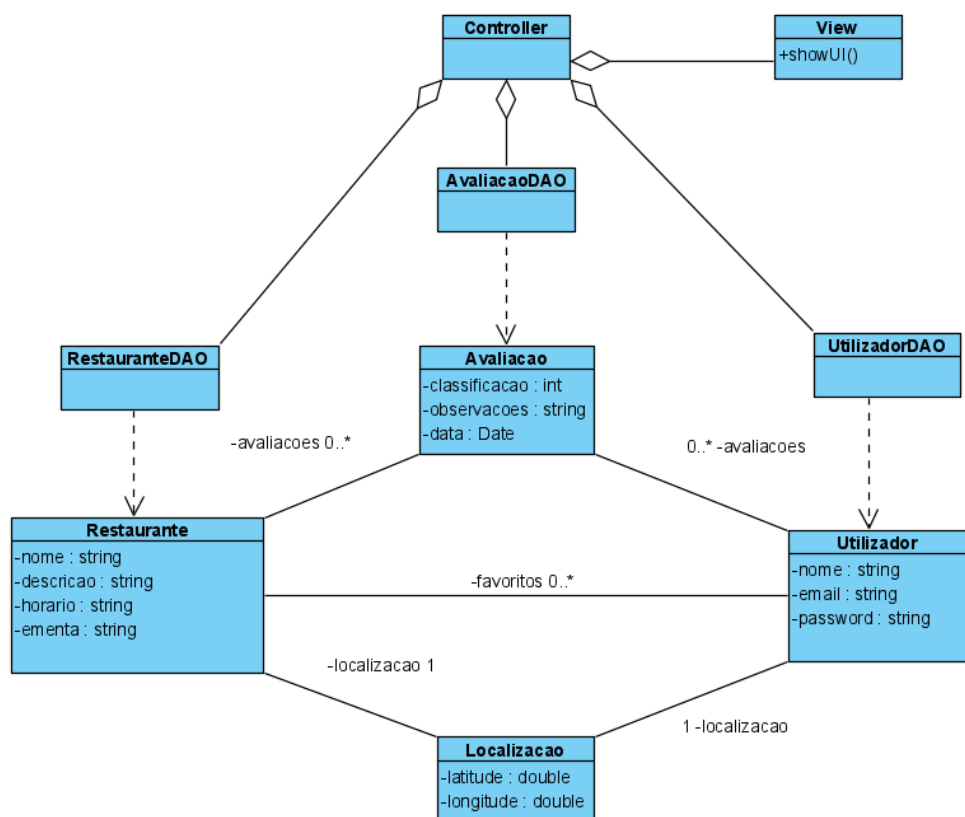 Controller
View
+showUI()
AvaliacaoDAO
RestauranteDAO
Avaliacao
-classificacao : int
-observacoes : string
-data : Date
UtilizadorDAO
-avaliacoes 0..*
0..* -avaliacoes
Restaurante
-nome : string
-descricao : string
-horario : string
-ementa : string
-favoritos 0..*
Utilizador
-nome : string
-email : string
-password : string
-localizacao 1
1 -localizacao
Localizacao
-latitude : double
-longitude : double